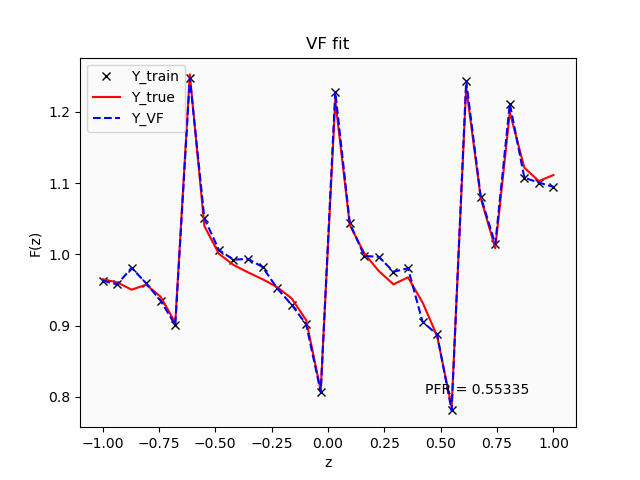 VF fit
Y_train
Y_true
Y_VF
F(z)
1.2
1.1
1.0
0.9
0.8
PFR = 0.55335
−1.00 −0.75 −0.50 −0.25 0.00 0.25 0.50 0.75 1.00
z